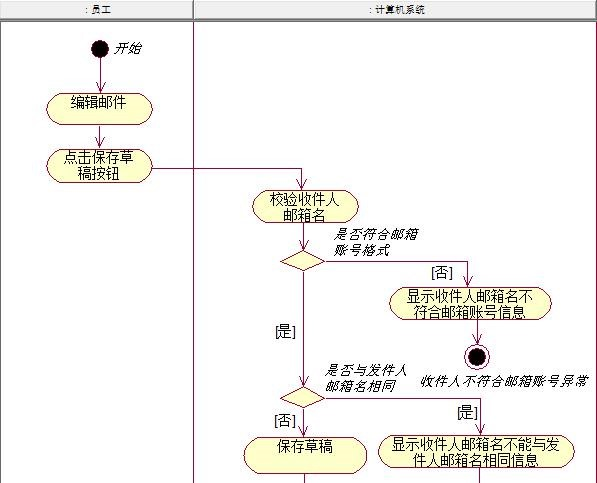 : 员工
: 计算机系统
开始
编辑邮件
点击保存草
稿按钮
校验收件人
邮箱名
是否符合邮箱
账号格式
[否]
显示收件人邮箱名不
符合邮箱账号信息
[是]
收件人不符合邮箱账号异常
是否与发件人
邮箱名相同
[是]
[否]
保存草稿
显示收件人邮箱名不能与发
件人邮箱名相同信息